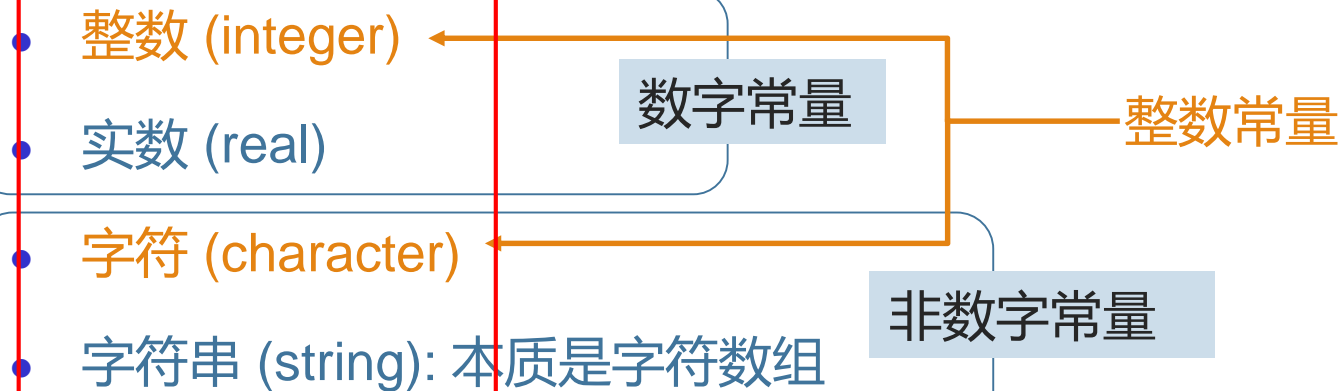 整数 (integer)
数字常量
整数常量
实数 (real)
字符 (character)
非数字常量
字符串 (string): 本质是字符数组